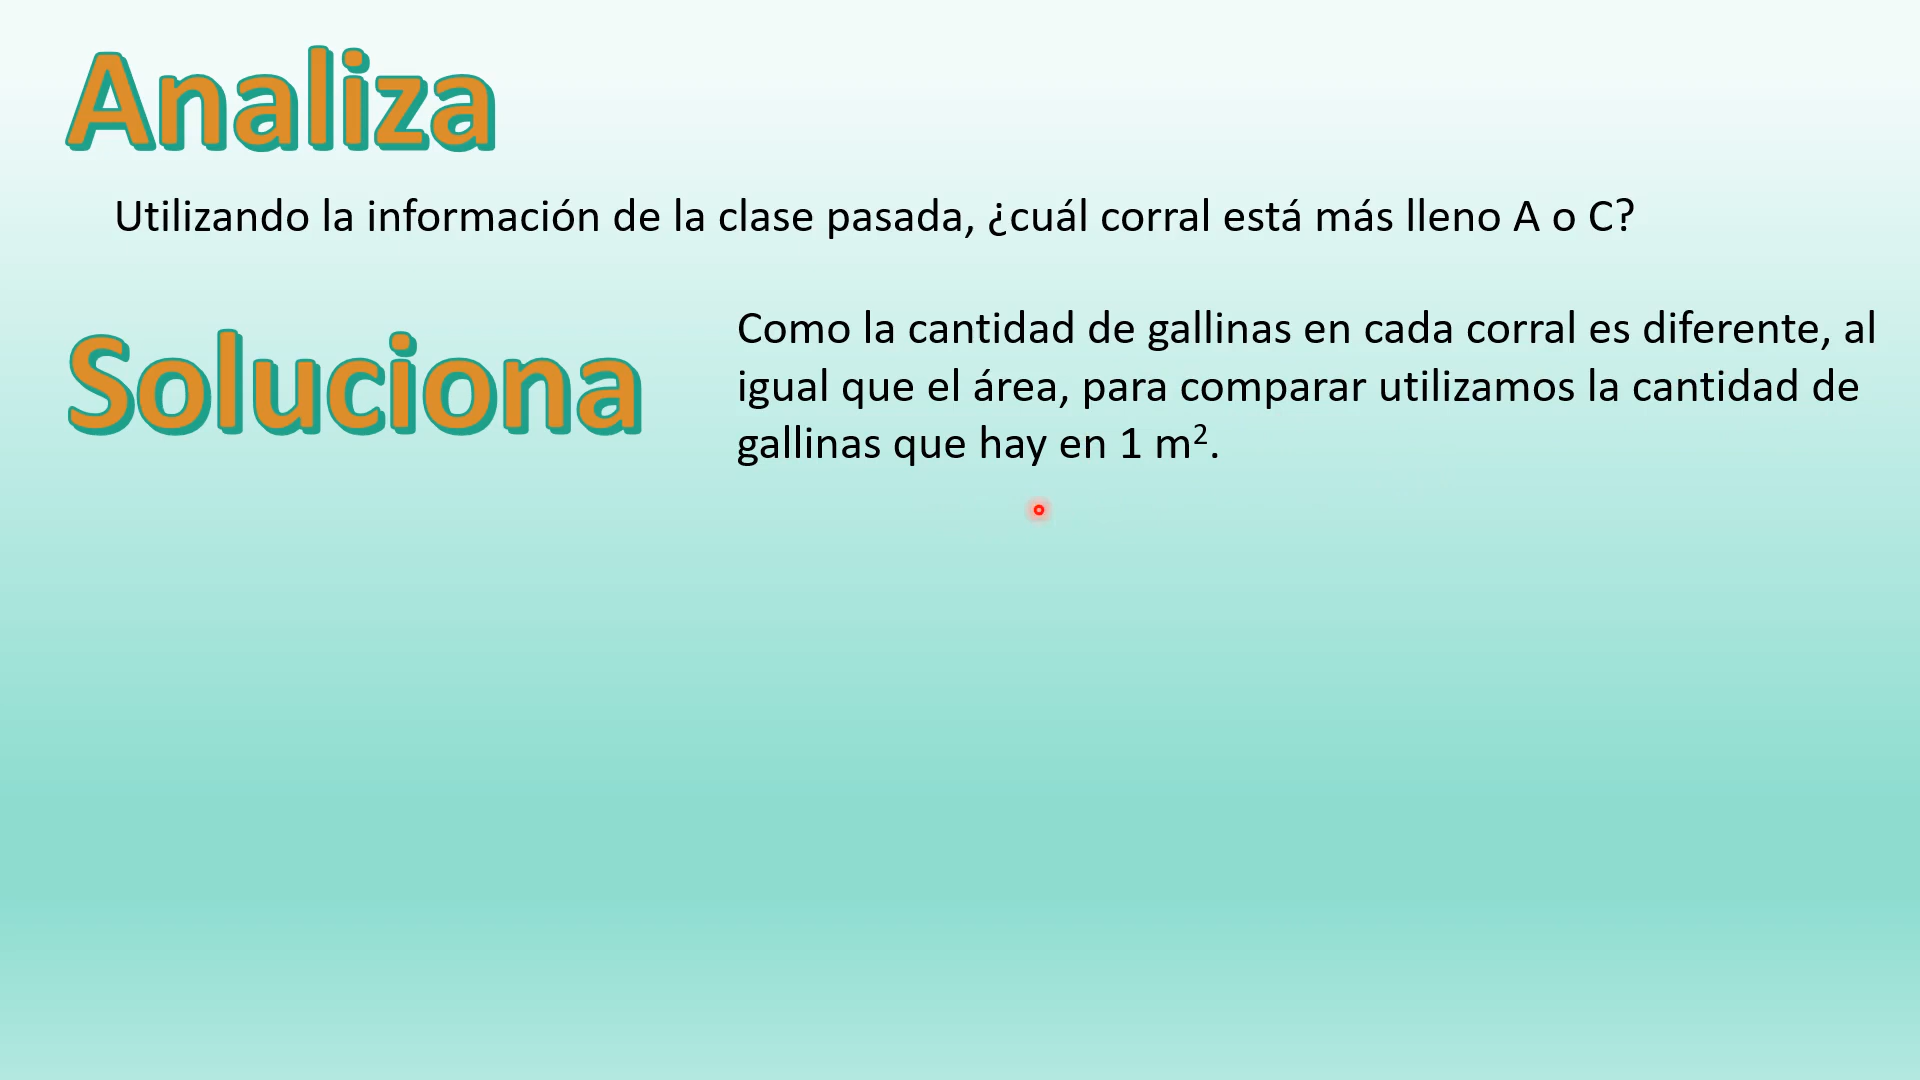 Analiza
Utilizando la información de la clase pasada, ¿cuál corral está más lleno A o C?
Soluciona
Como la cantidad de gallinas en cada corral es diferente, al
igual que el área, para comparar utilizamos la cantidad de
gallinas que hay en 1 m².